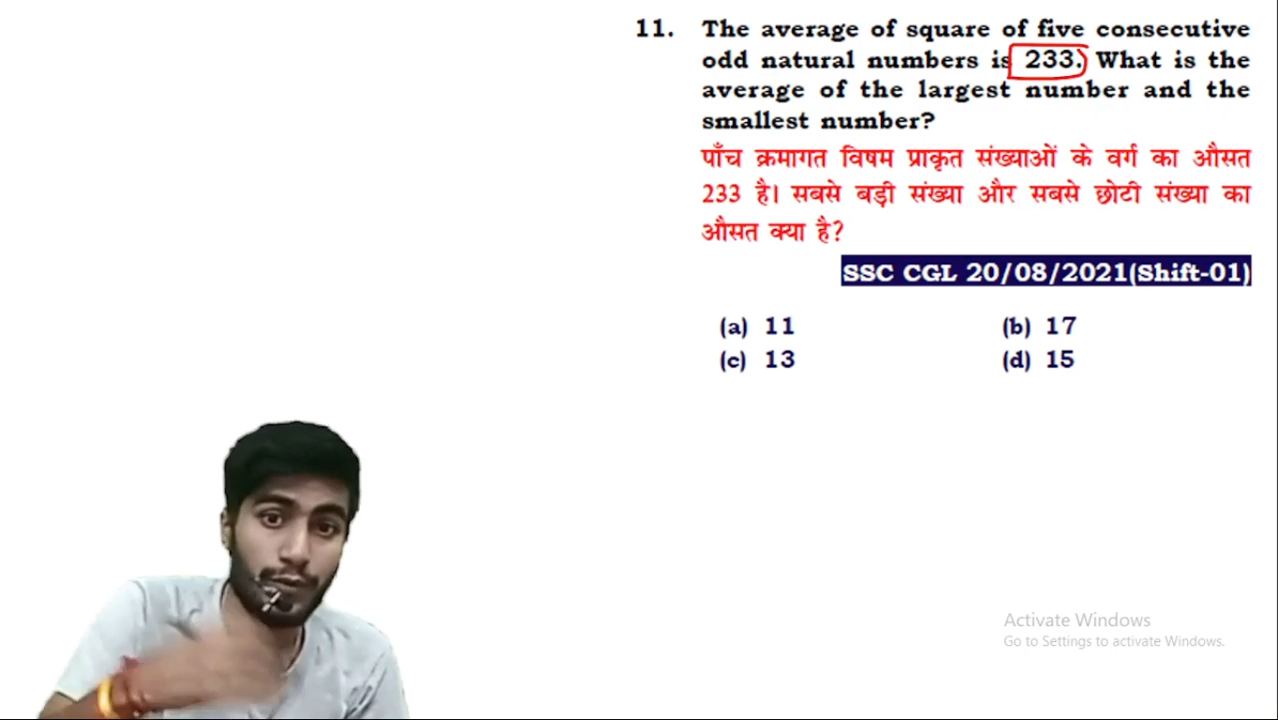 11. The average of square of five consecutive
odd natural numbers is 233. What is the
average of the largest number and the
smallest number?
पाँच क्रमागत विषम प्राकृत संख्याओं के वर्ग का औसत
233 है। सबसे बड़ी संख्या और सबसे छोटी संख्या का
औसत क्या है?
SSC CGL 20/08/2021(Shift-01)
(a) 11 (b) 17
(c) 13 (d) 15
Activate Windows
Go to Settings to activate Windows.